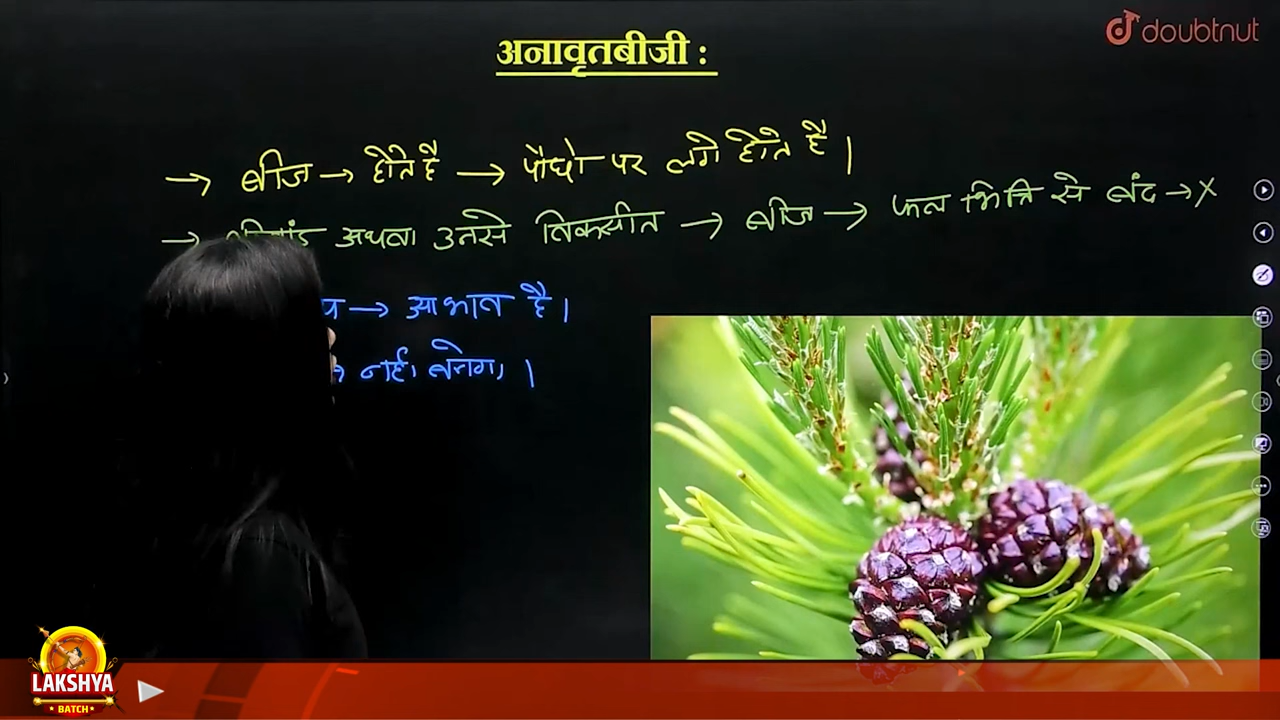 अनावृतबीजी :
doubtnut
→ बीज → होते है → पौधो पर लगे होते है ।
→ अथवा उनसे विकसीत → बीज → फल भित्ति से बंद → X
→ अभाव है ।
नही बनेगा ।
LAKSHYA
BATCH